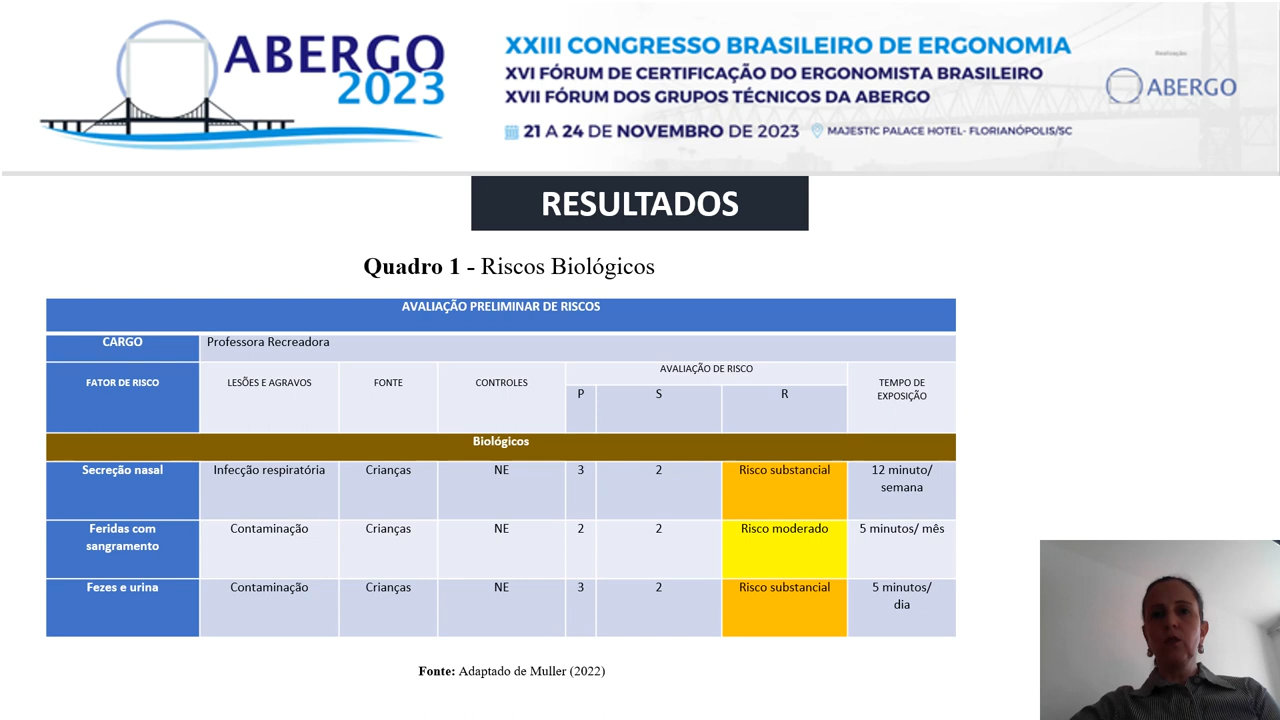 ABERGO
2023
XXIII CONGRESSO BRASILEIRO DE ERGONOMIA
XVI FÓRUM DE CERTIFICAÇÃO DO ERGONOMISTA BRASILEIRO
XVII FÓRUM DOS GRUPOS TÉCNICOS DA ABERGO
21 A 24 DE NOVEMBRO DE 2023 MAJESTIC PALACE HOTEL- FLORIANÓPOLIS/SC
Realização
ABERGO
RESULTADOS
Quadro 1 - Riscos Biológicos
AVALIAÇÃO PRELIMINAR DE RISCOS
CARGO Professora Recreadora
FATOR DE RISCO LESÕES E AGRAVOS FONTE CONTROLES AVALIAÇÃO DE RISCO TEMPO DE
EXPOSIÇÃO
P S R
Biológicos
Secreção nasal Infecção respiratória Crianças NE 3 2 Risco substancial 12 minuto/
semana
Feridas com Contaminação Crianças NE 2 2 Risco moderado 5 minutos/ mês
sangramento
Fezes e urina Contaminação Crianças NE 3 2 Risco substancial 5 minutos/
dia
Fonte: Adaptado de Muller (2022)